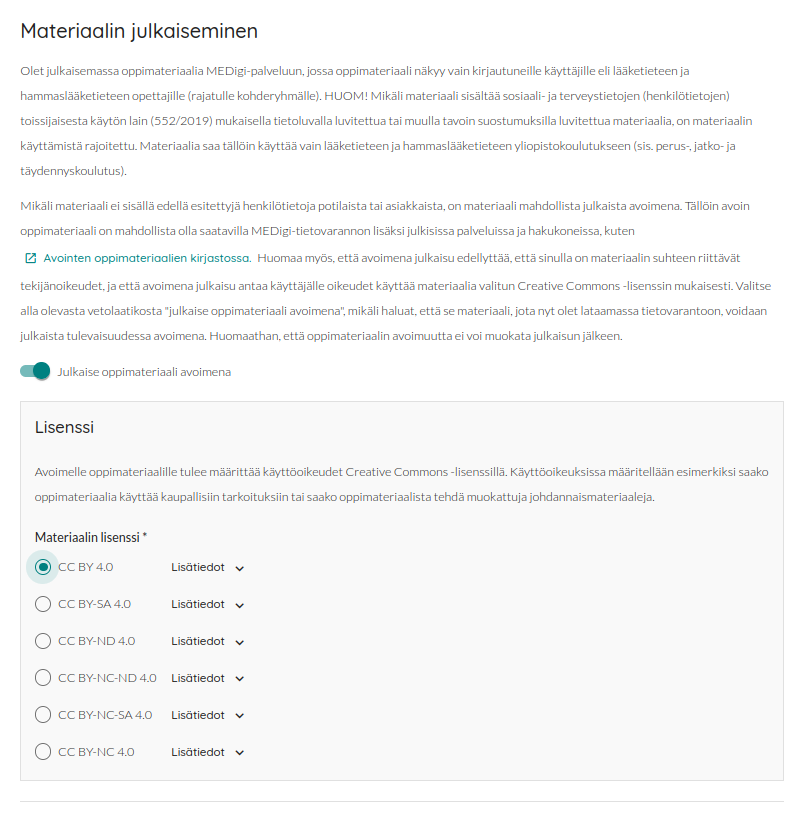 Materiaalin julkaiseminen
Olet julkaisemassa oppimateriaalia MEDigi-palveluun, jossa oppimateriaali näkyy vain kirjautuneille käyttäjille eli lääketieteen ja
hammaslääketieteen opettajille (rajatulle kohderyhmälle). HUOM! Mikäli materiaali sisältää sosiaali- ja terveystietojen (henkilötietojen)
toissijaisesta käytön lain (552/2019) mukaisella tietoluvalla luvitettua tai muulla tavoin suostumuksilla luvitettua materiaalia, on materiaalin
käyttämistä rajoitettu. Materiaalia saa tällöin käyttää vain lääketieteen ja hammaslääketieteen yliopistokoulutukseen (sis. perus-, jatko- ja
täydennyskoulutus).
Mikäli materiaali ei sisällä edellä esitettyjä henkilötietoja potilaista tai asiakkaista, on materiaali mahdollista julkaista avoimena. Tällöin avoin
oppimateriaali on mahdollista olla saatavilla MEDigi-tietovarannon lisäksi julkisissa palveluissa ja hakukoneissa, kuten
Avointen oppimateriaalien kirjastossa. Huomaa myös, että avoimena julkaisu edellyttää, että sinulla on materiaalin suhteen riittävät
tekijänoikeudet, ja että avoimena julkaisu antaa käyttäjälle oikeudet käyttää materiaalia valitun Creative Commons -lisenssin mukaisesti. Valitse
alla olevasta vetolaatikosta "julkaise oppimateriaali avoimena", mikäli haluat, että se materiaali, jota nyt olet lataamassa tietovarantoon, voidaan
julkaista tulevaisuudessa avoimena. Huomaathan, että oppimateriaalin avoimuutta ei voi muokata julkaisun jälkeen.
Julkaise oppimateriaali avoimena
Lisenssi
Avoimelle oppimateriaalille tulee määrittää käyttöoikeudet Creative Commons -lisenssillä. Käyttöoikeuksissa määritellään esimerkiksi saako
oppimateriaalia käyttää kaupallisiin tarkoituksiin tai saako oppimateriaalista tehdä muokattuja johdannaismateriaaleja.
Materiaalin lisenssi *
CC BY 4.0 Lisätiedot
CC BY-SA 4.0 Lisätiedot
CC BY-ND 4.0 Lisätiedot
CC BY-NC-ND 4.0 Lisätiedot
CC BY-NC-SA 4.0 Lisätiedot
CC BY-NC 4.0 Lisätiedot